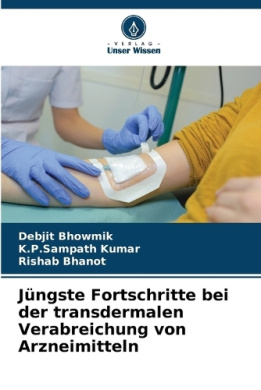 - VERLAG -
Unser Wissen
Debjit Bhowmik
K.P.Sampath Kumar
Rishab Bhanot
Jüngste Fortschritte bei
der transdermalen
Verabreichung von
Arzneimitteln